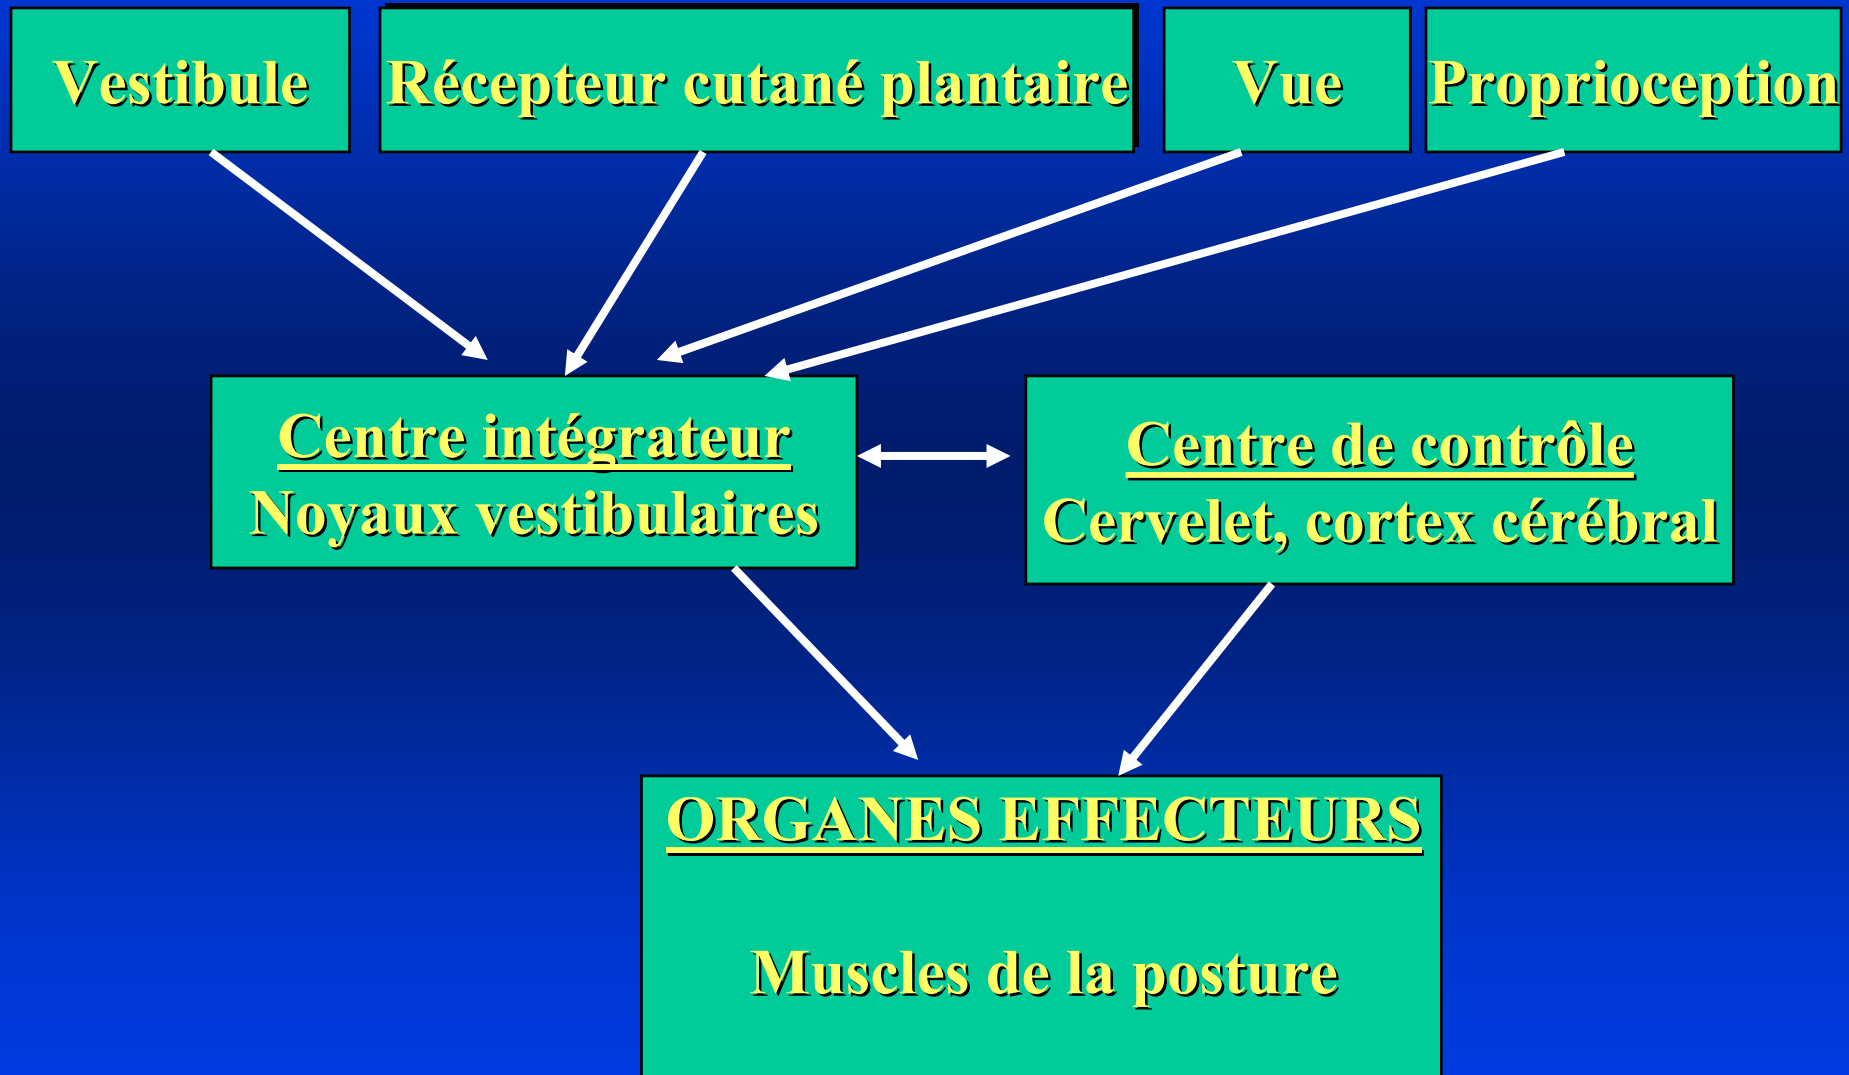 Vestibule
Récepteur cutané plantaire
Vue
Proprioception
Centre intégrateur
Noyaux vestibulaires
Centre de contrôle
Cervelet, cortex cérébral
ORGANES EFFECTEURS
Muscles de la posture